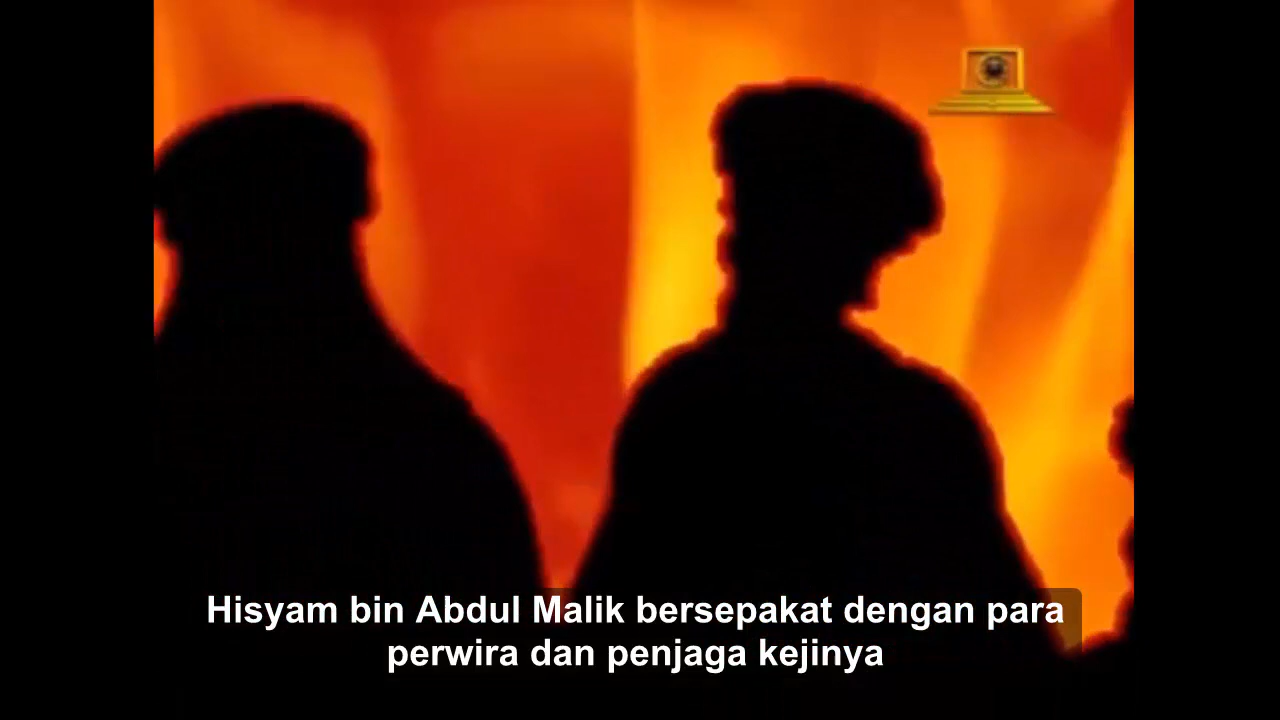 Hisyam bin Abdul Malik bersepakat dengan para
perwira dan penjaga kejinya